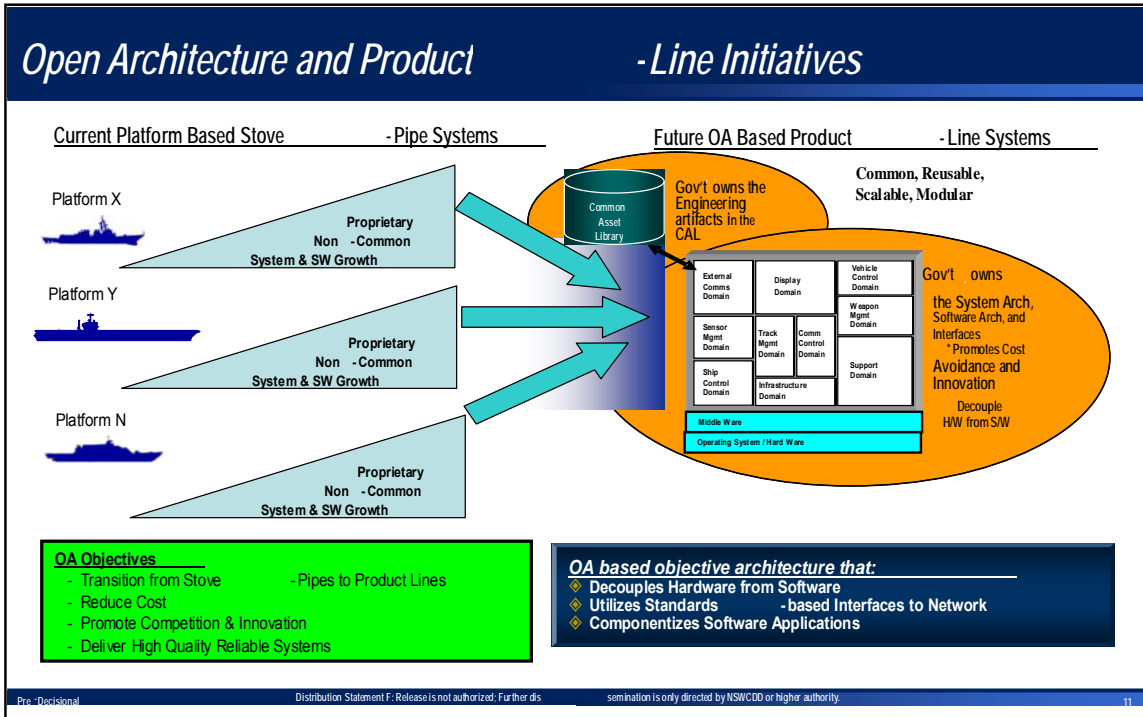 Open Architecture and Product -Line Initiatives
Current Platform Based Stove -Pipe Systems
Platform X
Proprietary
Non -Common
System & SW Growth
Platform Y
Proprietary
Non -Common
System & SW Growth
Platform N
Proprietary
Non -Common
System & SW Growth
Future OA Based Product -Line Systems
Common, Reusable,
Scalable, Modular
Common
Asset
Library
Gov't owns the
Engineering
artifacts in the
CAL
External
Comms
Domain
Display
Domain
Vehicle
Control
Domain
Weapon
Mgmt
Domain
Sensor
Mgmt
Domain
Track
Mgmt
Domain
Comm
Control
Domain
Support
Domain
Ship
Control
Domain
Infrastructure
Domain
Middle Ware
Operating System / Hard Ware
Gov't , owns
the System Arch,
Software Arch, and
Interfaces
*Promotes Cost
Avoidance and
Innovation
Decouple
H/W from S/W
OA Objectives
- Transition from Stove -Pipes to Product Lines
- Reduce Cost
- Promote Competition & Innovation
- Deliver High Quality Reliable Systems
OA based objective architecture that:
Decouples Hardware from Software
Utilizes Standards -based Interfaces to Network
Componentizes Software Applications
Pre -Decisional
Distribution Statement F: Release is not authorized; Further dis semination is only directed by NSWCDD or higher authority.
11